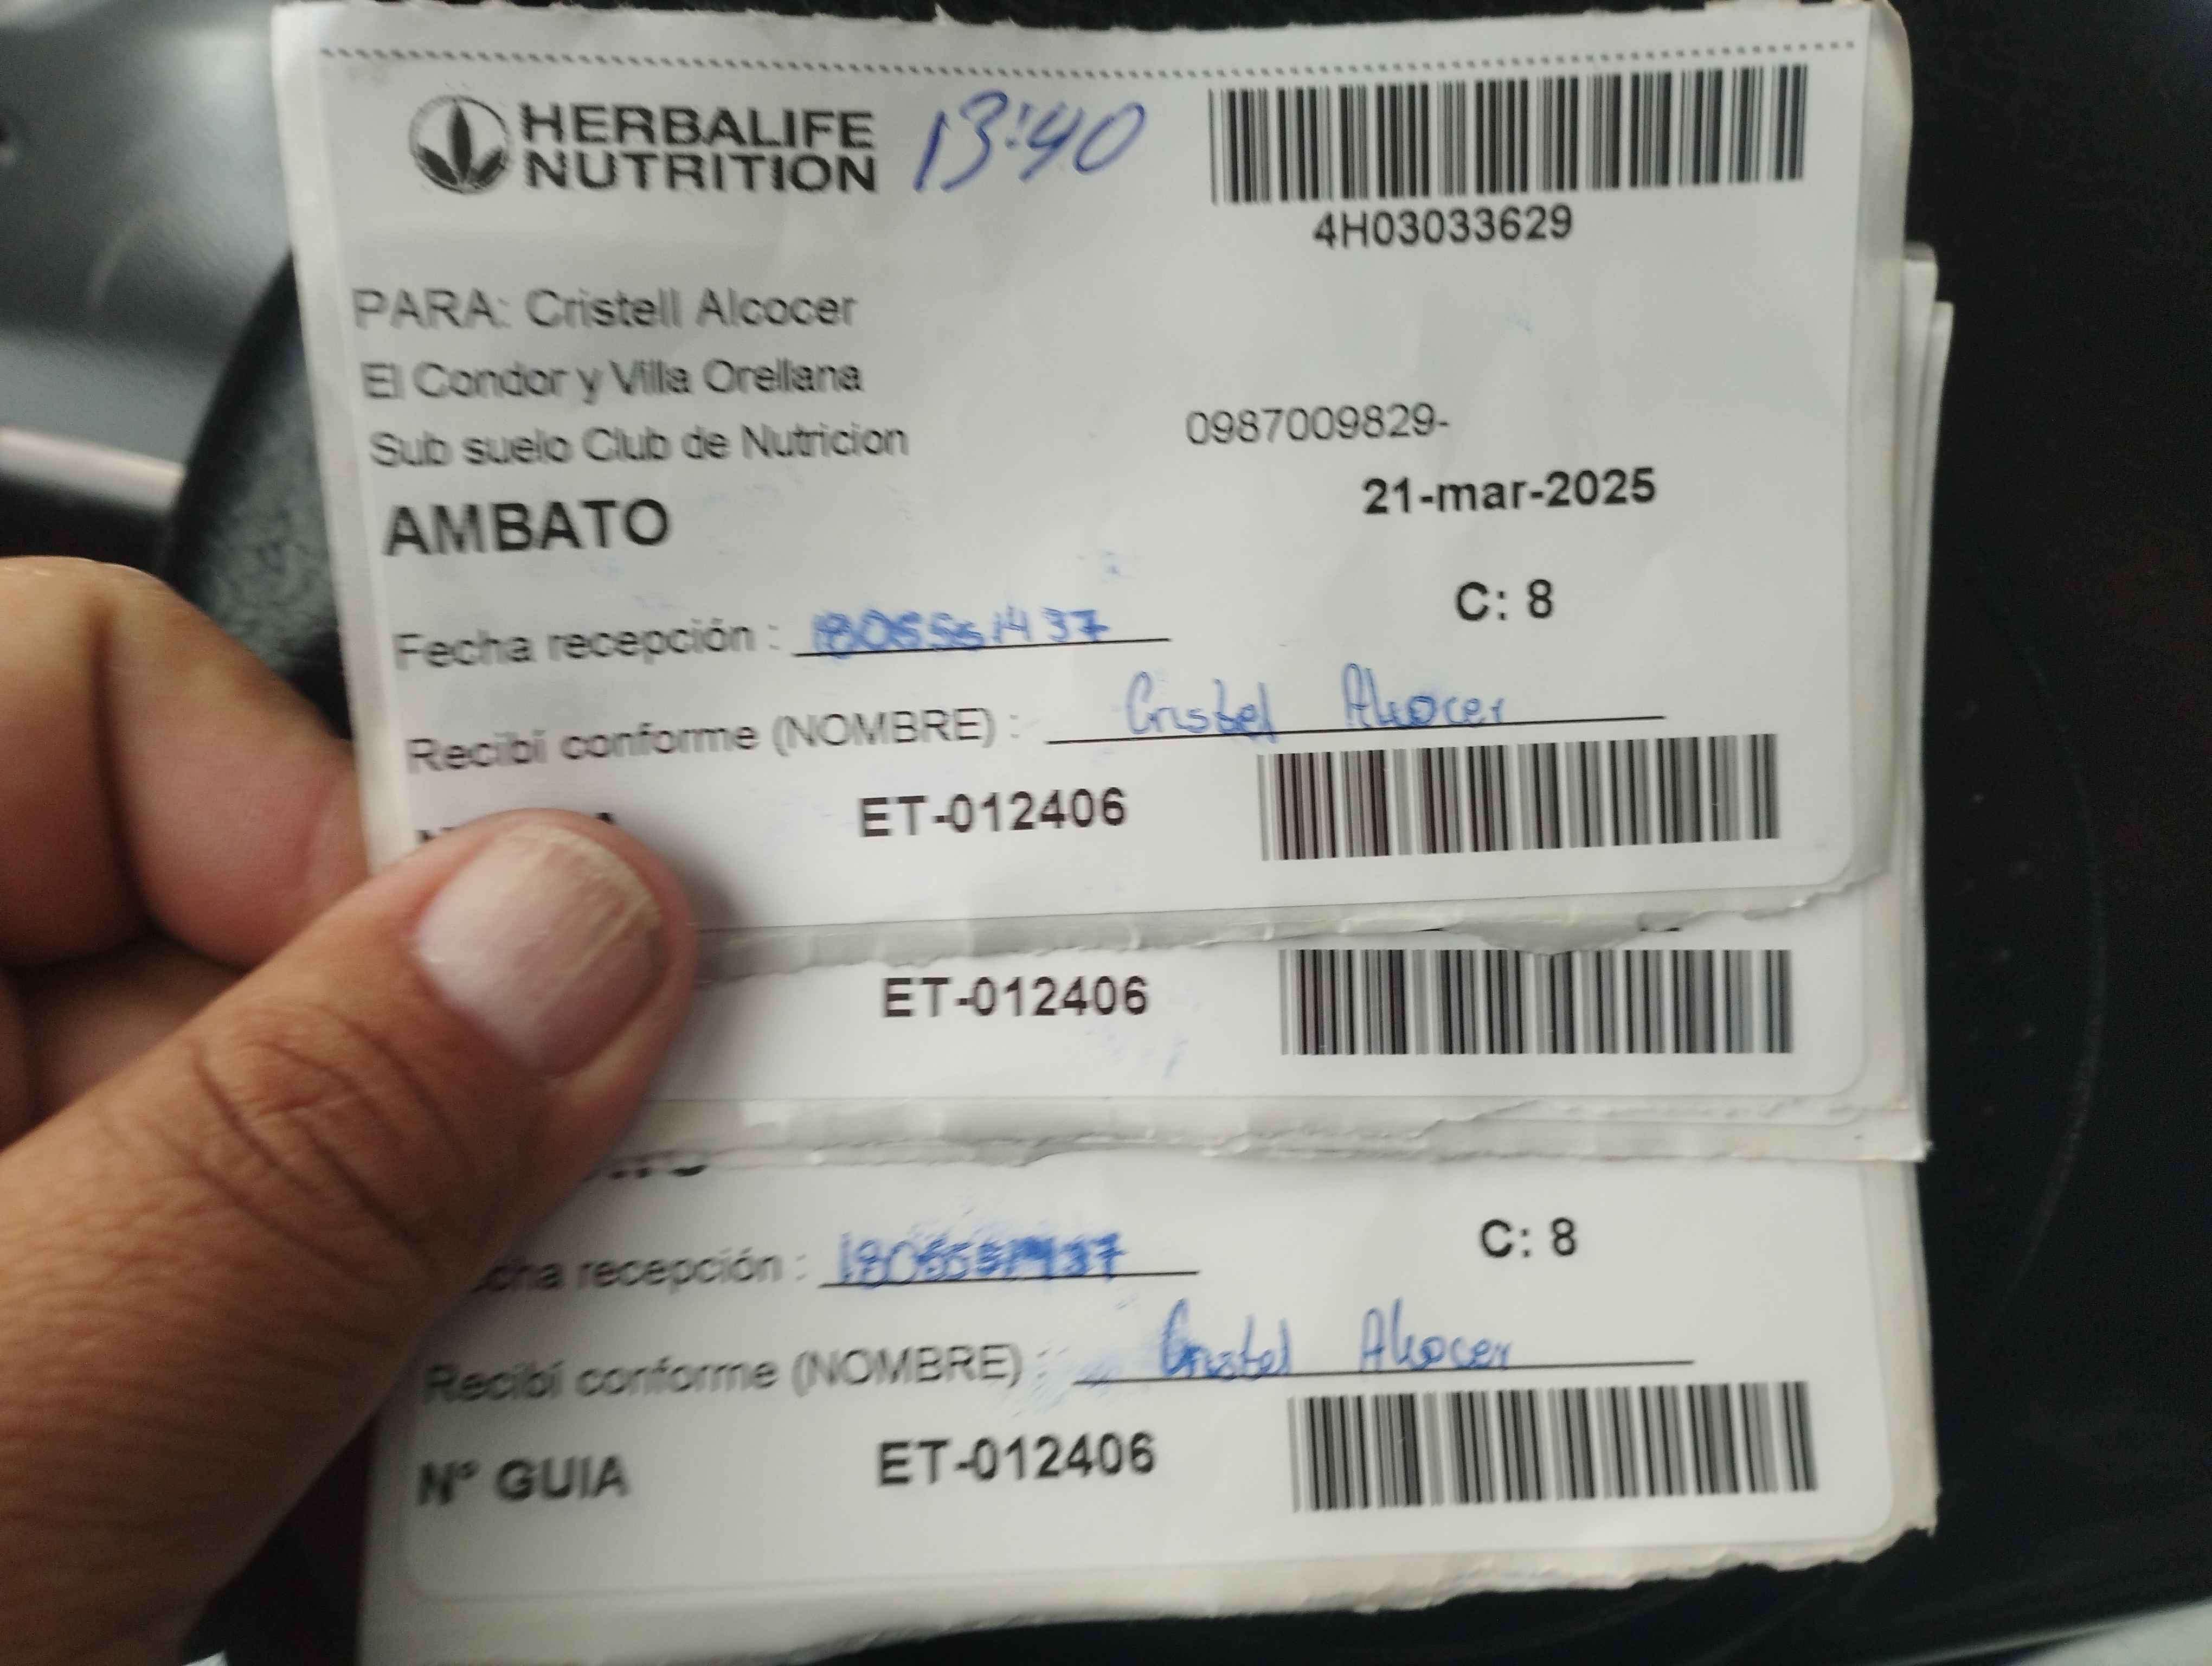 HERBALIFE
NUTRITION
13:40
4H03033629
PARA: Cristell Alcocer
El Condor y Villa Orellana
Sub suelo Club de Nutricion
0987009829-
AMBATO
21-mar-2025
C: 8
Fecha recepción :
Recibí conforme (NOMBRE) : Cristel Alcocer
ET-012406
ET-012406
C: 8
recepción :
Recibí conforme (NOMBRE) : Cristel Alcocer
N° GUIA ET-012406